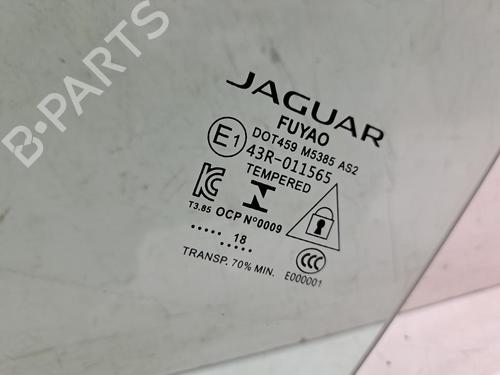 B-PARTS
JAGUAR
FUYAO
DOT459 M5385 AS2
E1 43R-011565
TEMPERED
T3.85 OCP N°0009
..... 18 .....
TRANSP. 70% MIN.
CCC
E000001